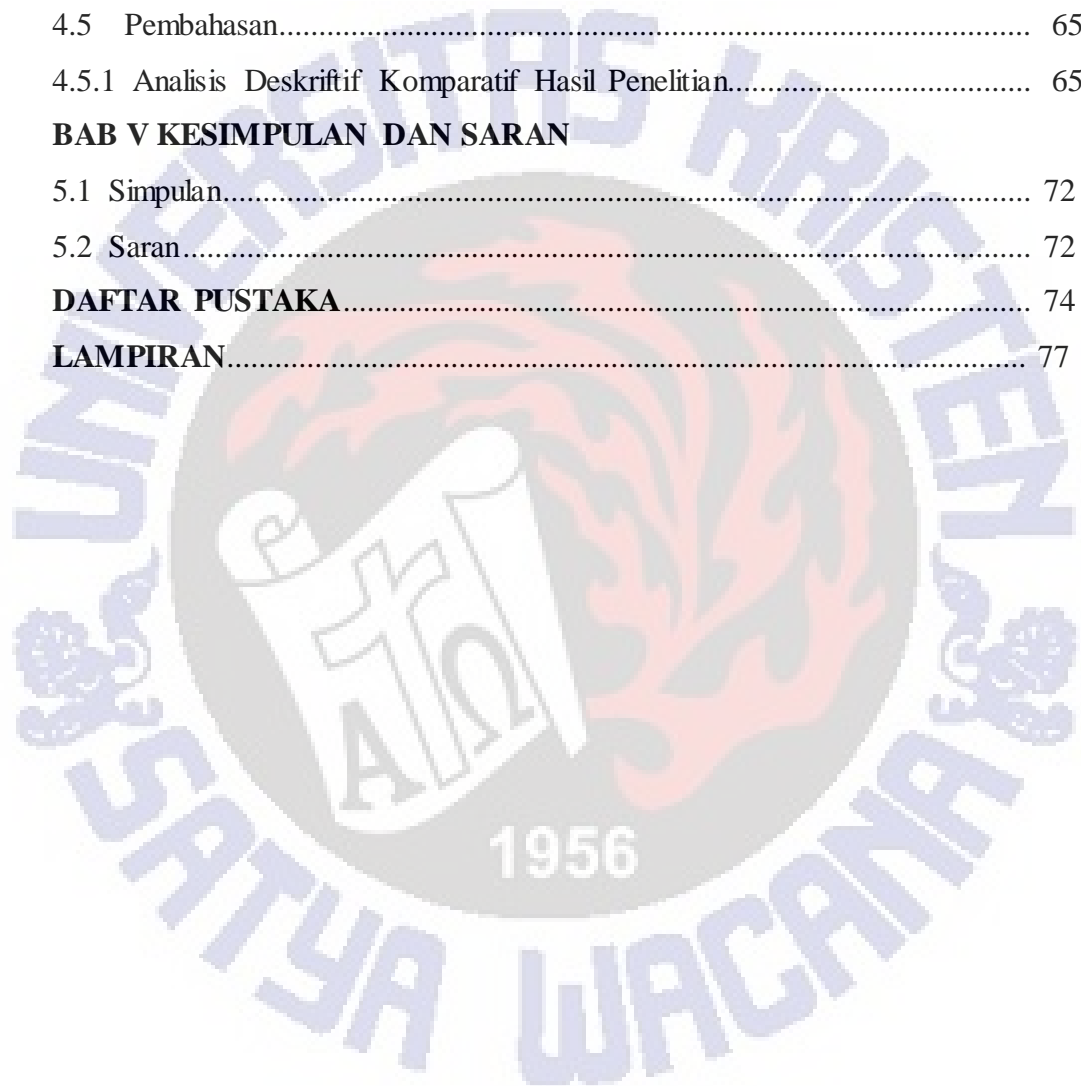 4.5 Pembahasan.............................................................................................. 65
4.5.1 Analisis Deskriftif Komparatif Hasil Penelitian..................................... 65
BAB V KESIMPULAN DAN SARAN
5.1 Simpulan..................................................................................................... 72
5.2 Saran.......................................................................................................... 72
DAFTAR PUSTAKA...................................................................................... 74
LAMPIRAN.................................................................................................... 77
UNIVERSITAS KRISTEN
Α Ω
1956
SATYA WACANA